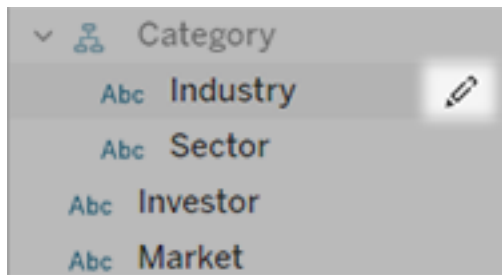 Category
Abc Industry
Abc Sector
Abc Investor
Abc Market